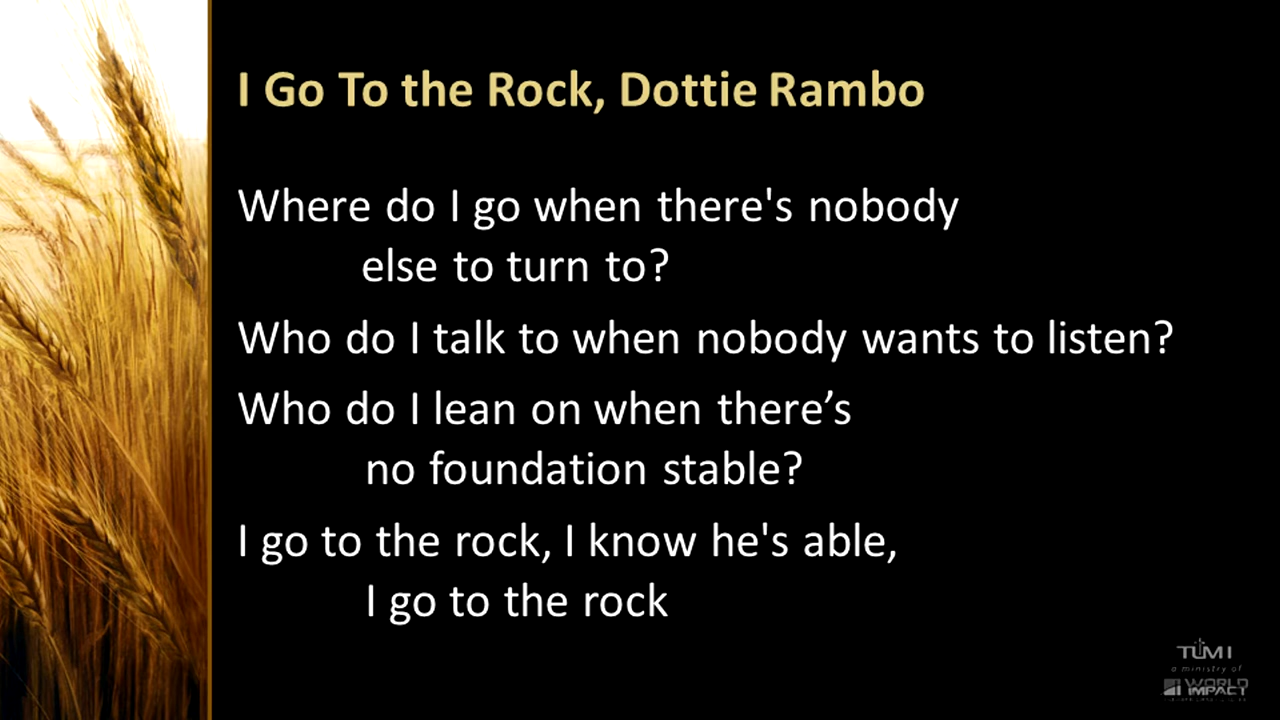 I Go To the Rock, Dottie Rambo
Where do I go when there's nobody
else to turn to?
Who do I talk to when nobody wants to listen?
Who do I lean on when there’s
no foundation stable?
I go to the rock, I know he's able,
I go to the rock
TUMI
a ministry of
WORLD
IMPACT